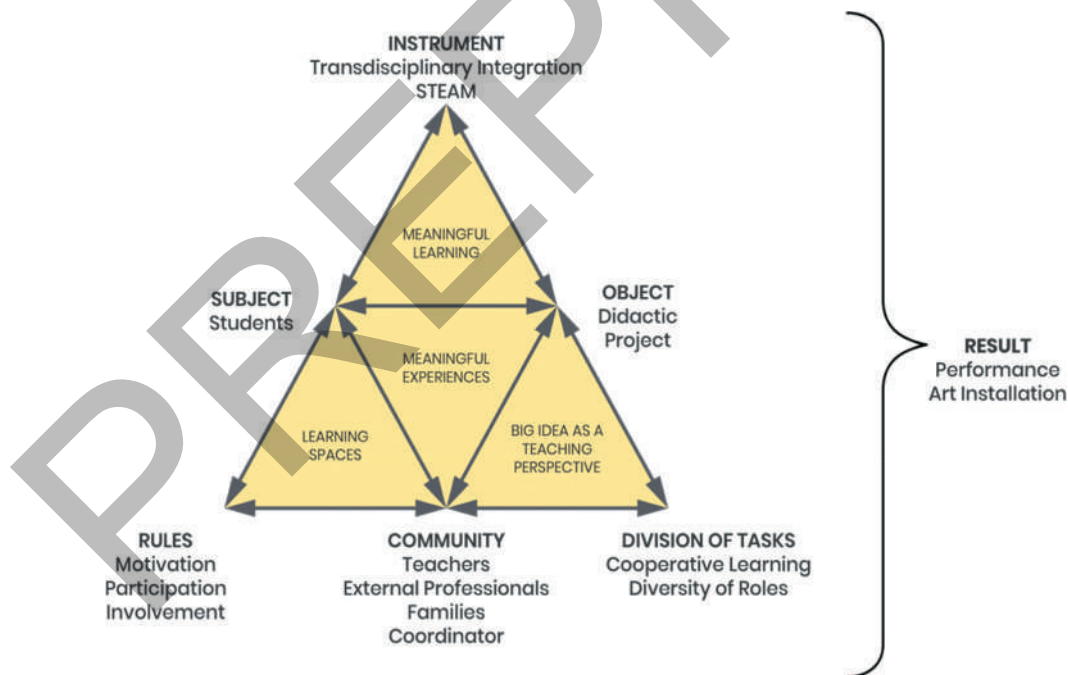 INSTRUMENT
Transdisciplinary Integration
STEAM
MEANINGFUL
LEARNING
SUBJECT
Students
OBJECT
Didactic
Project
MEANINGFUL
EXPERIENCES
RESULT
Performance
Art Installation
LEARNING
SPACES
BIG IDEA AS A
TEACHING
PERSPECTIVE
RULES
Motivation
Participation
Involvement
COMMUNITY
Teachers
External Professionals
Families
Coordinator
DIVISION OF TASKS
Cooperative Learning
Diversity of Roles